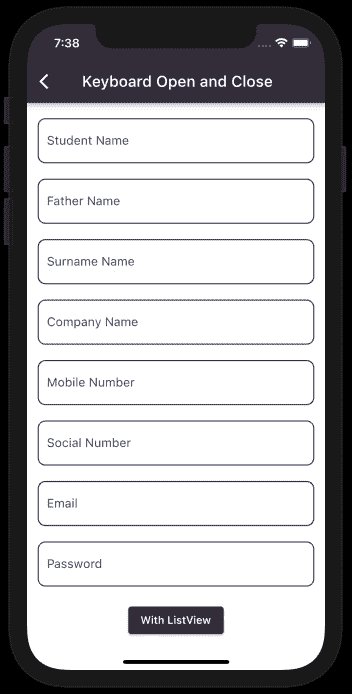 7:38
Keyboard Open and Close
Student Name
Father Name
Surname Name
Company Name
Mobile Number
Social Number
Email
Password
With ListView